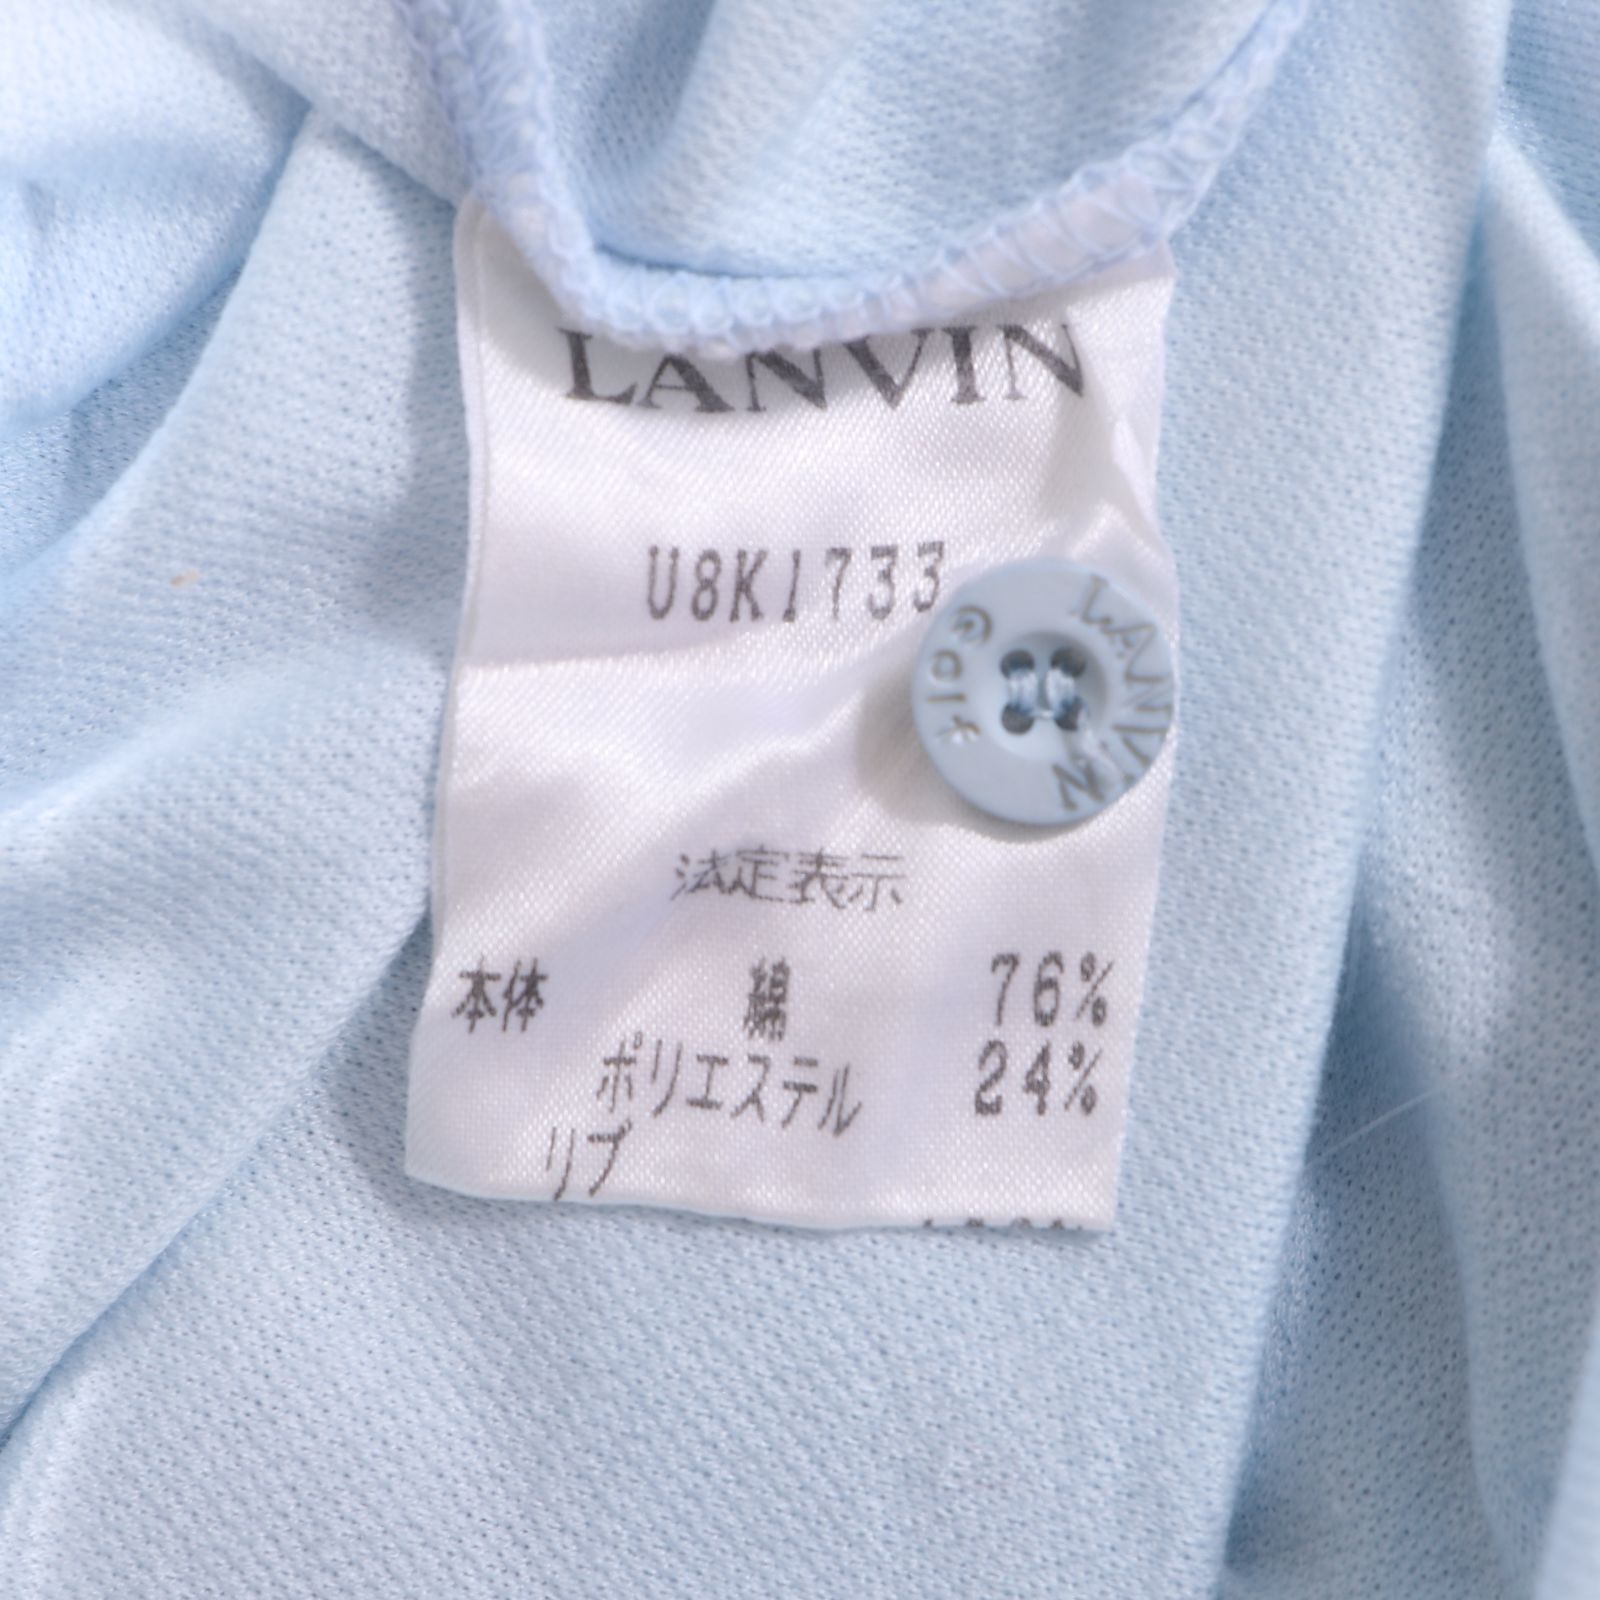 LANVIN
U8K1733
LANVIN
Golf
法定表示
本体 綿 76%
ポリエステル 24%
リブ